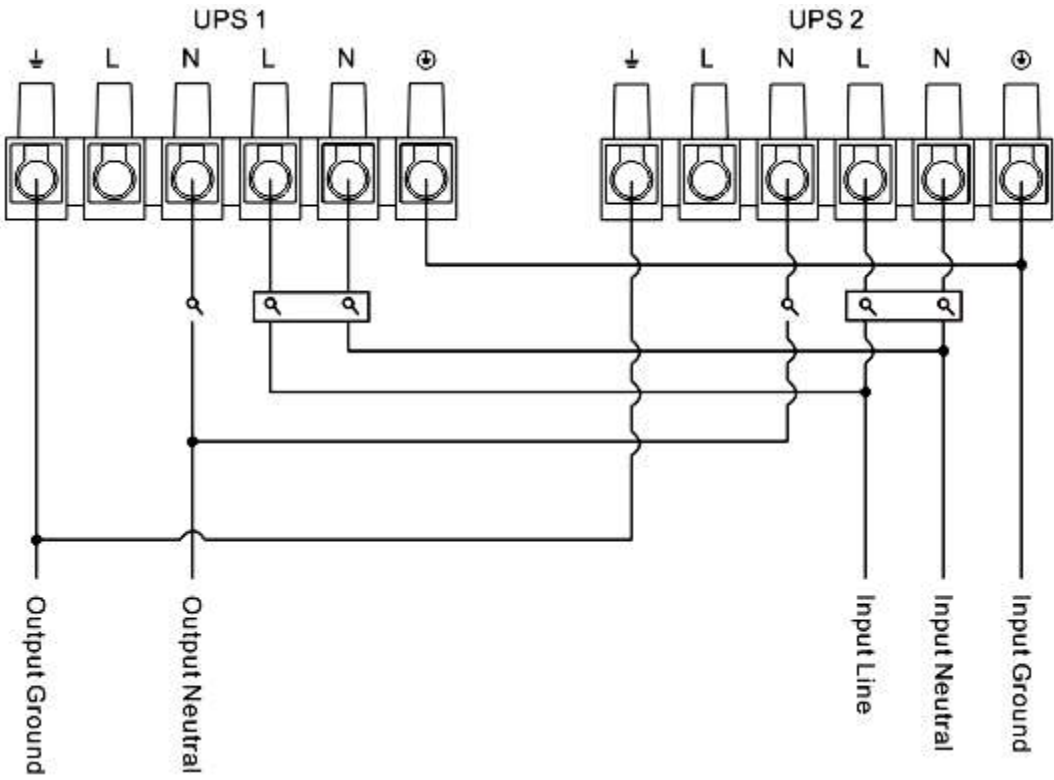 UPS 1
UPS 2
L N L N
L N L N
Output Ground
Output Neutral
Input Line
Input Neutral
Input Ground